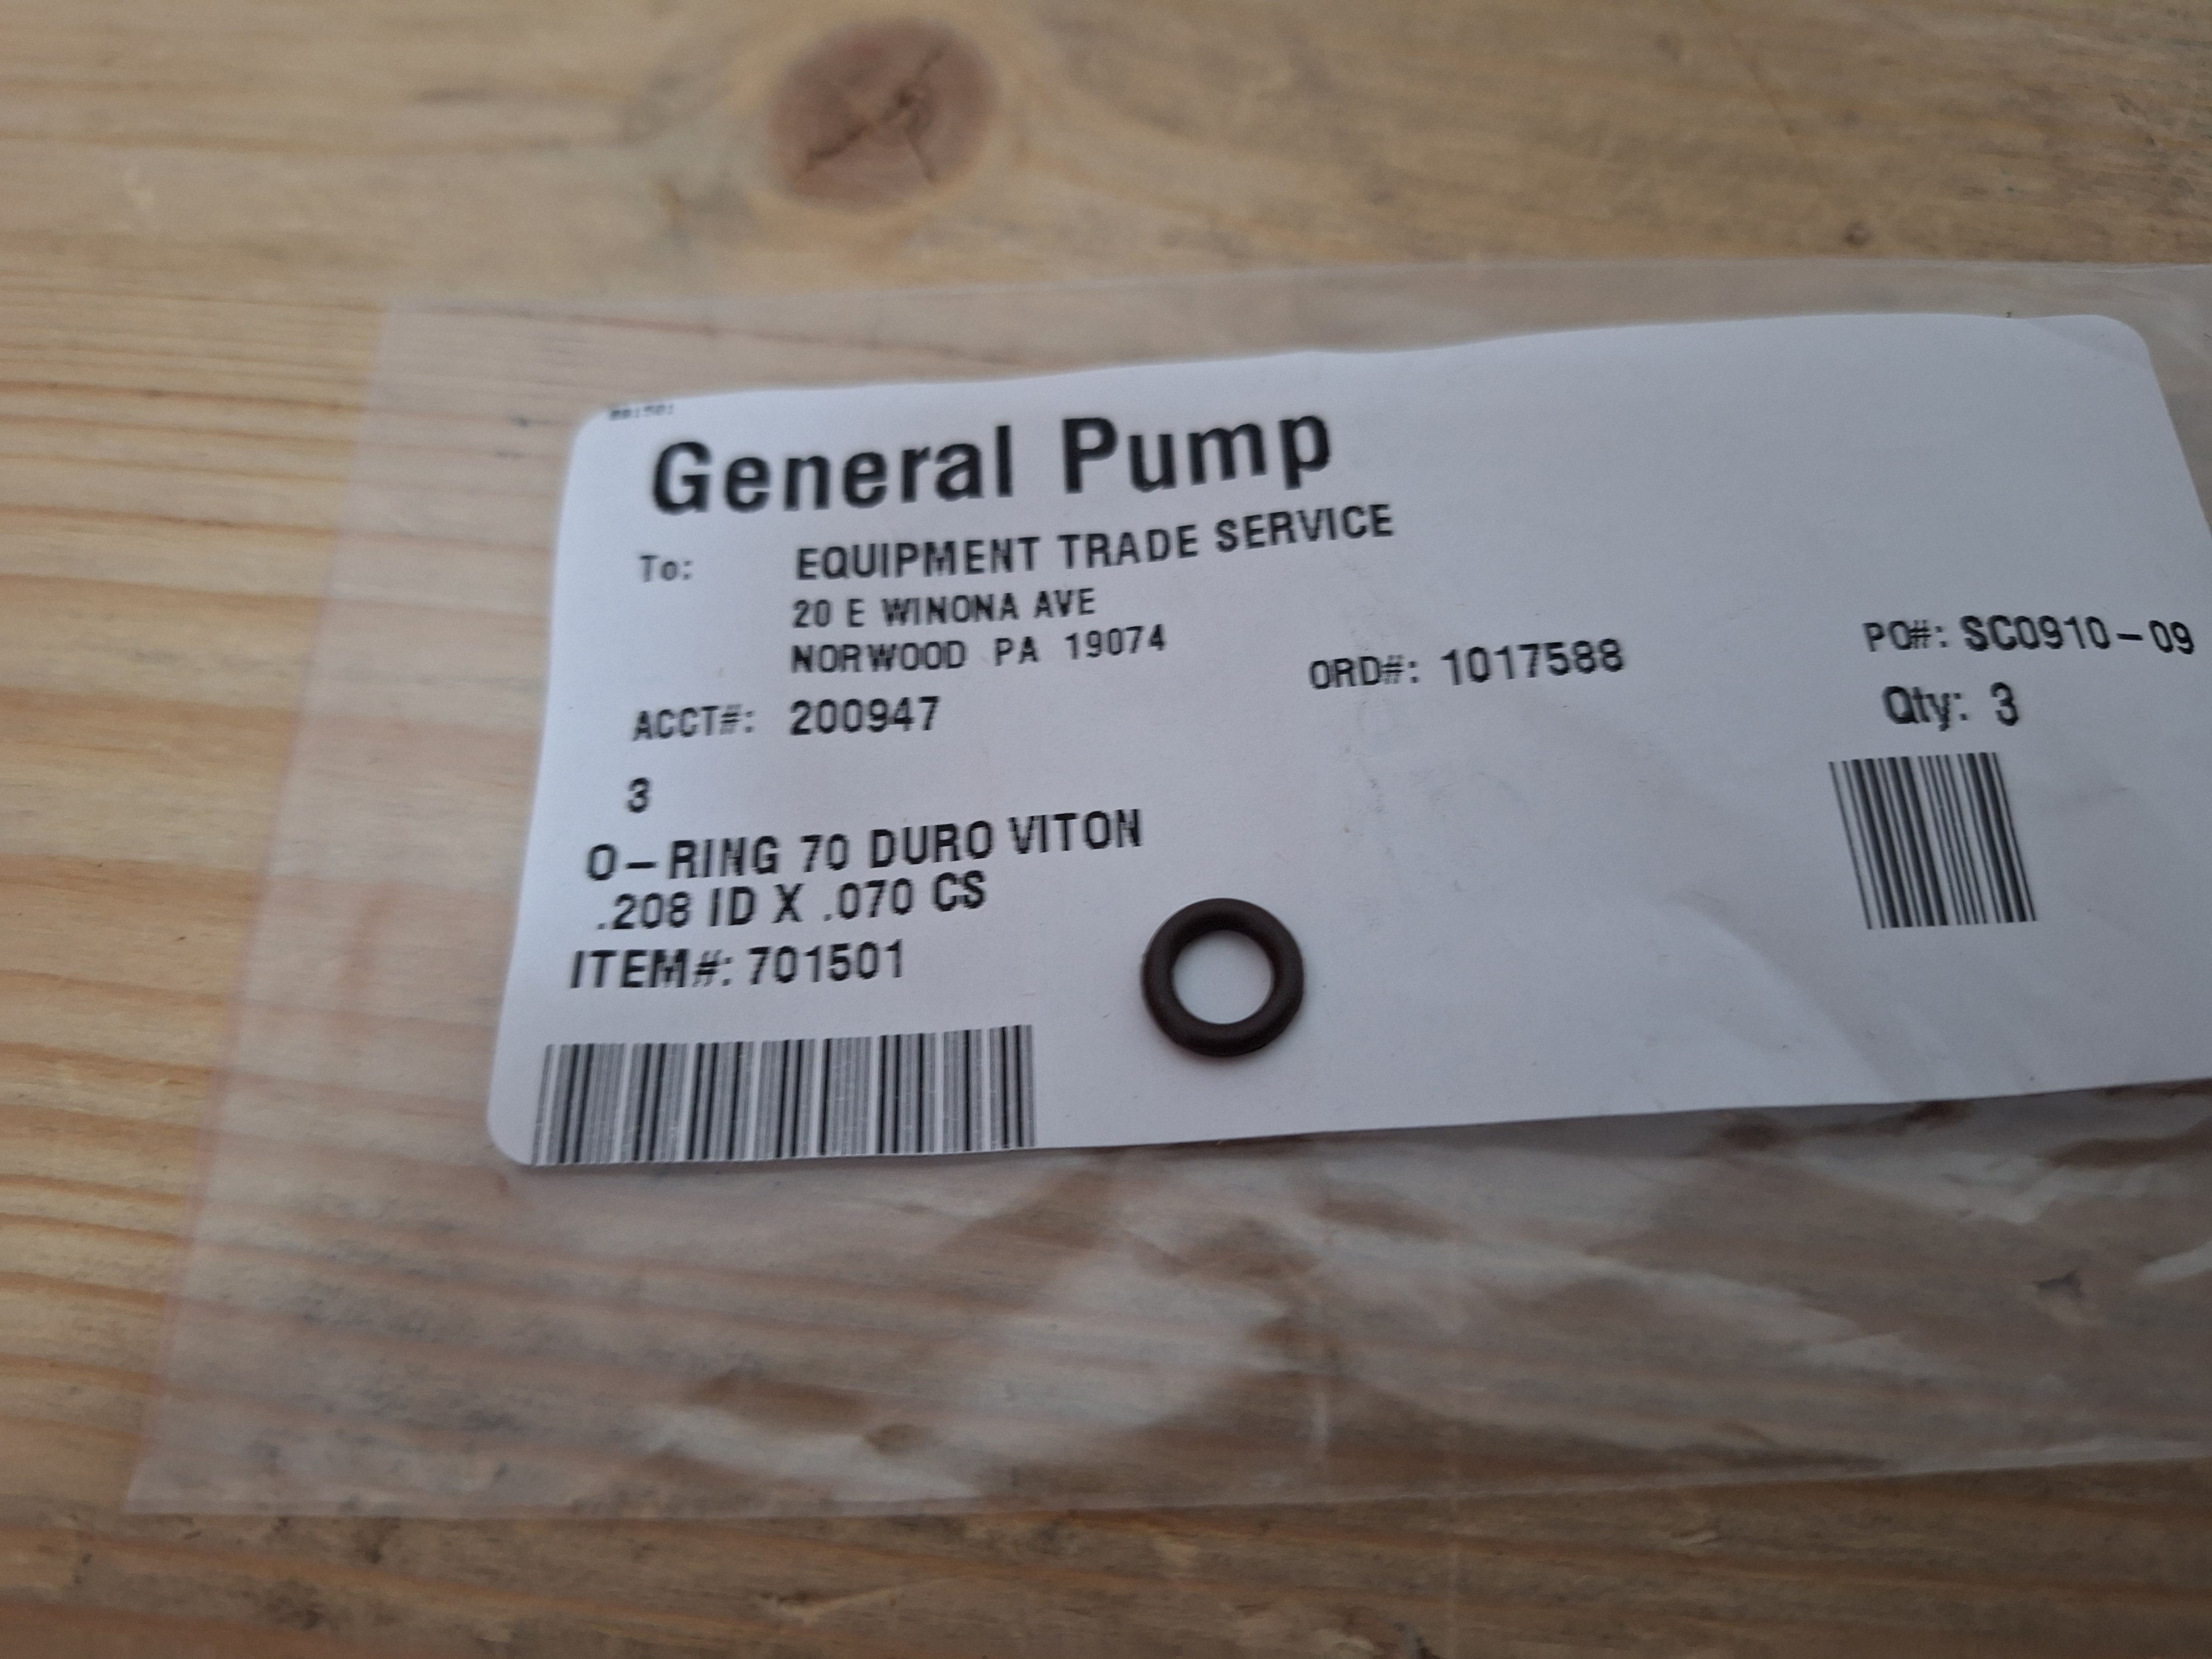 General Pump
To: EQUIPMENT TRADE SERVICE
20 E WINONA AVE
NORWOOD PA 19074
ACCT#: 200947 ORD#: 1017588 PO#: SC0910-09
Qty: 3
3
O-RING 70 DURO VITON
.208 ID X .070 CS
ITEM#: 701501